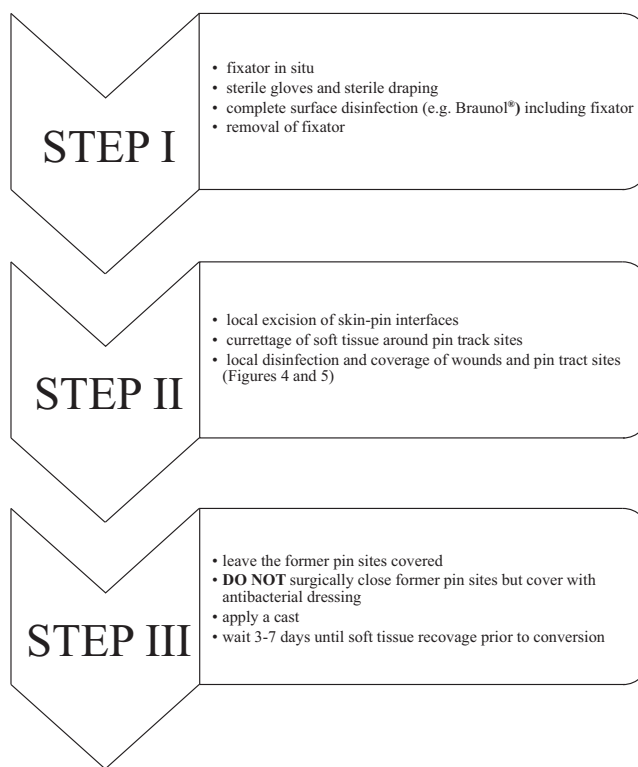 STEP I
• fixator in situ
• sterile gloves and sterile draping
• complete surface disinfection (e.g. Braunol®) including fixator
• removal of fixator
STEP II
• local excision of skin-pin interfaces
• currettage of soft tissue around pin track sites
• local disinfection and coverage of wounds and pin tract sites
(Figures 4 and 5)
STEP III
• leave the former pin sites covered
• DO NOT surgically close former pin sites but cover with
antibacterial dressing
• apply a cast
• wait 3-7 days until soft tissue recovage prior to conversion